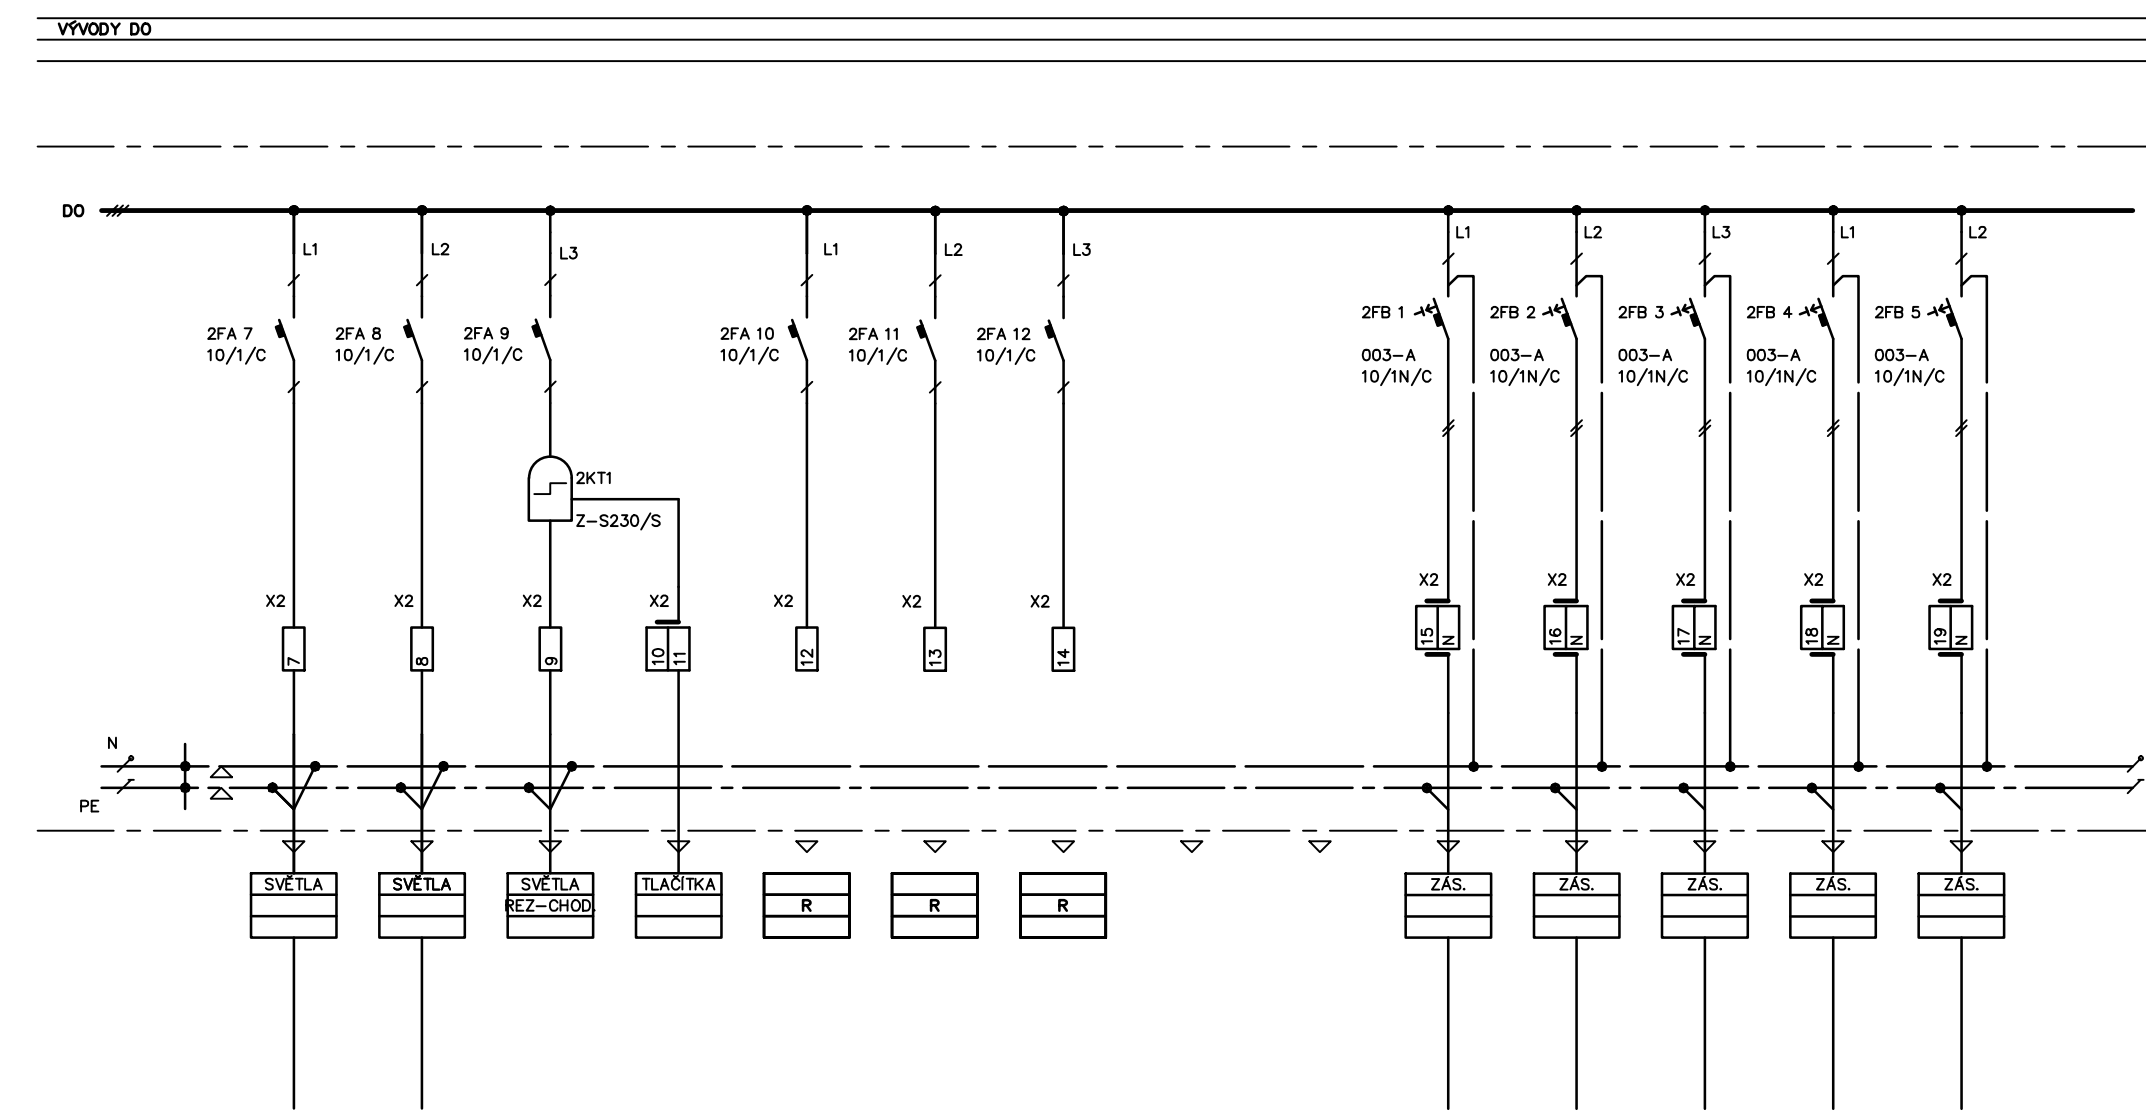 VÝVODY DO
DO
L1
L2
L3
L1
L2
L3
L1
L2
L3
L1
L2
2FA 7
10/1/C
2FA 8
10/1/C
2FA 9
10/1/C
2FA 10
10/1/C
2FA 11
10/1/C
2FA 12
10/1/C
2FB 1
003-A
10/1N/C
2FB 2
003-A
10/1N/C
2FB 3
003-A
10/1N/C
2FB 4
003-A
10/1N/C
2FB 5
003-A
10/1N/C
2KT1
Z-S230/S
X2
X2
X2
X2
X2
X2
X2
X2
X2
X2
X2
X2
7
8
9
10
11
12
13
14
15
N
16
N
17
N
18
N
19
N
N
PE
SVĚTLA
SVĚTLA
SVĚTLA
REZ-CHOD.
TLAČÍTKA
R
R
R
ZÁS.
ZÁS.
ZÁS.
ZÁS.
ZÁS.